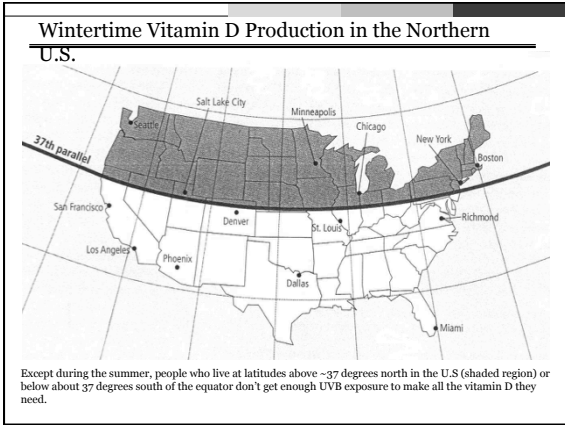 Wintertime Vitamin D Production in the Northern
U.S.
Salt Lake City
Minneapolis
Chicago
Seattle
New York
37th parallel
Boston
San Francisco
Denver
St. Louis
Richmond
Los Angeles
Phoenix
Dallas
Miami
Except during the summer, people who live at latitudes above ~37 degrees north in the U.S (shaded region) or
below about 37 degrees south of the equator don’t get enough UVB exposure to make all the vitamin D they
need.